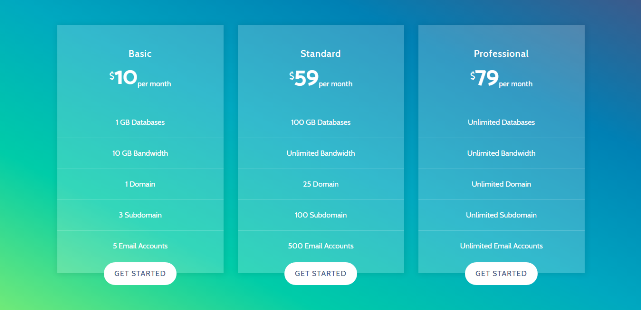 Basic
$10 per month
1 GB Databases
10 GB Bandwidth
1 Domain
3 Subdomain
5 Email Accounts
GET STARTED
Standard
$59 per month
100 GB Databases
Unlimited Bandwidth
25 Domain
100 Subdomain
500 Email Accounts
GET STARTED
Professional
$79 per month
Unlimited Databases
Unlimited Bandwidth
Unlimited Domain
Unlimited Subdomain
Unlimited Email Accounts
GET STARTED